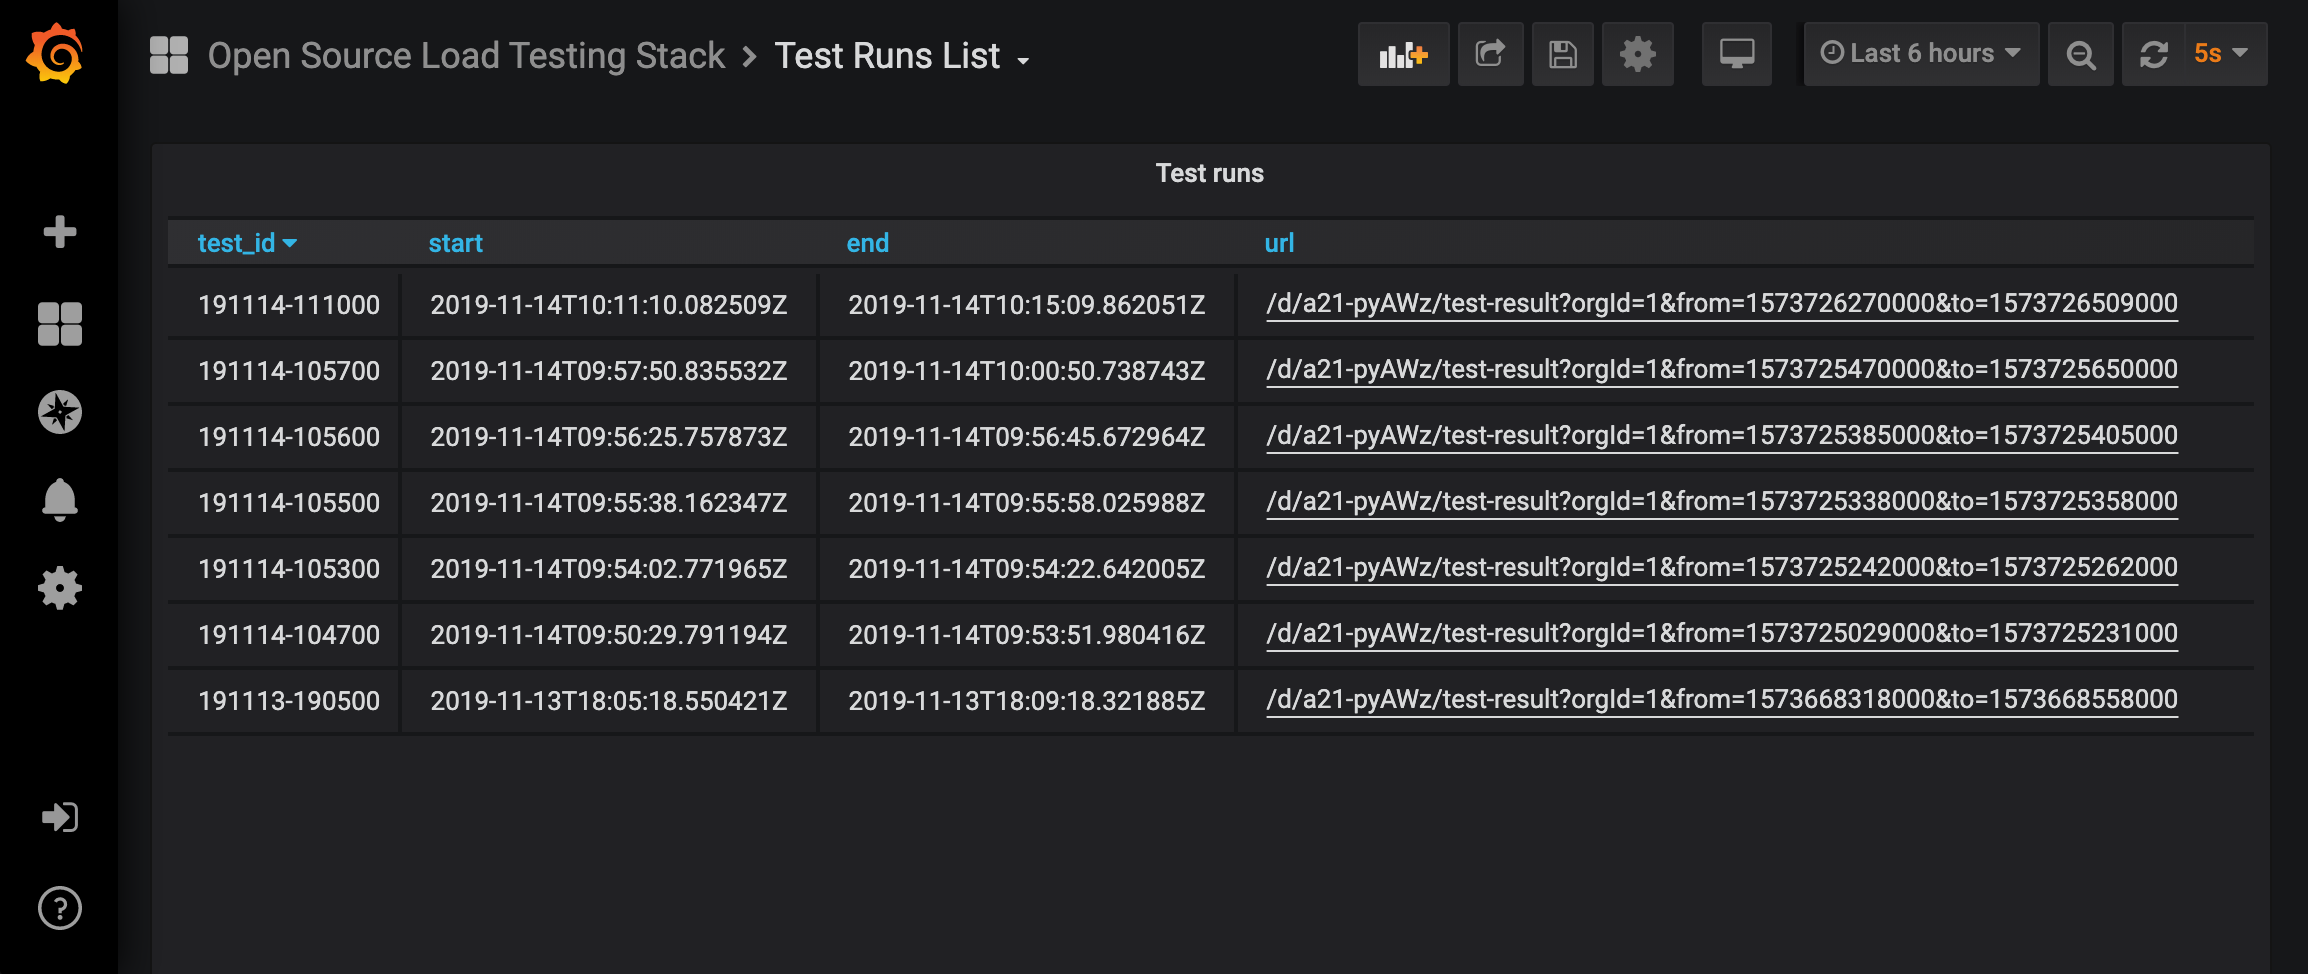 Open Source Load Testing Stack > Test Runs List
Last 6 hours
5s
Test runs
test_id start end url
191114-111000 2019-11-14T10:11:10.082509Z 2019-11-14T10:15:09.862051Z /d/a21-pyAWz/test-result?orgId=1&from=1573726270000&to=1573726509000
191114-105700 2019-11-14T09:57:50.835532Z 2019-11-14T10:00:50.738743Z /d/a21-pyAWz/test-result?orgId=1&from=1573725470000&to=1573725650000
191114-105600 2019-11-14T09:56:25.757873Z 2019-11-14T09:56:45.672964Z /d/a21-pyAWz/test-result?orgId=1&from=1573725385000&to=1573725405000
191114-105500 2019-11-14T09:55:38.162347Z 2019-11-14T09:55:58.025988Z /d/a21-pyAWz/test-result?orgId=1&from=1573725338000&to=1573725358000
191114-105300 2019-11-14T09:54:02.771965Z 2019-11-14T09:54:22.642005Z /d/a21-pyAWz/test-result?orgId=1&from=1573725242000&to=1573725262000
191114-104700 2019-11-14T09:50:29.791194Z 2019-11-14T09:53:51.980416Z /d/a21-pyAWz/test-result?orgId=1&from=1573725029000&to=1573725231000
191113-190500 2019-11-13T18:05:18.550421Z 2019-11-13T18:09:18.321885Z /d/a21-pyAWz/test-result?orgId=1&from=1573668318000&to=1573668558000